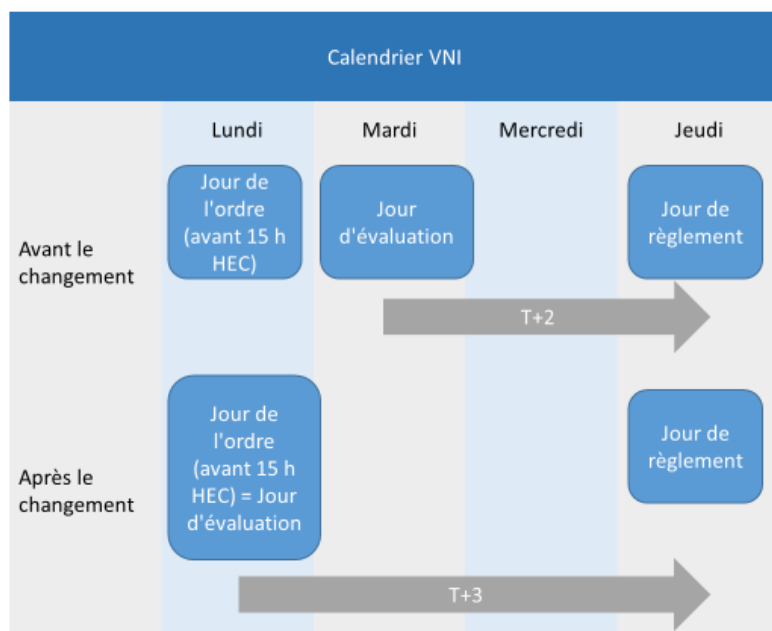 Calendrier VNI
Lundi
Mardi
Mercredi
Jeudi
Avant le
changement
Jour de
l'ordre
(avant 15 h
HEC)
Jour
d'évaluation
Jour de
règlement
T+2
Après le
changement
Jour de
l'ordre
(avant 15 h
HEC) = Jour
d'évaluation
Jour de
règlement
T+3